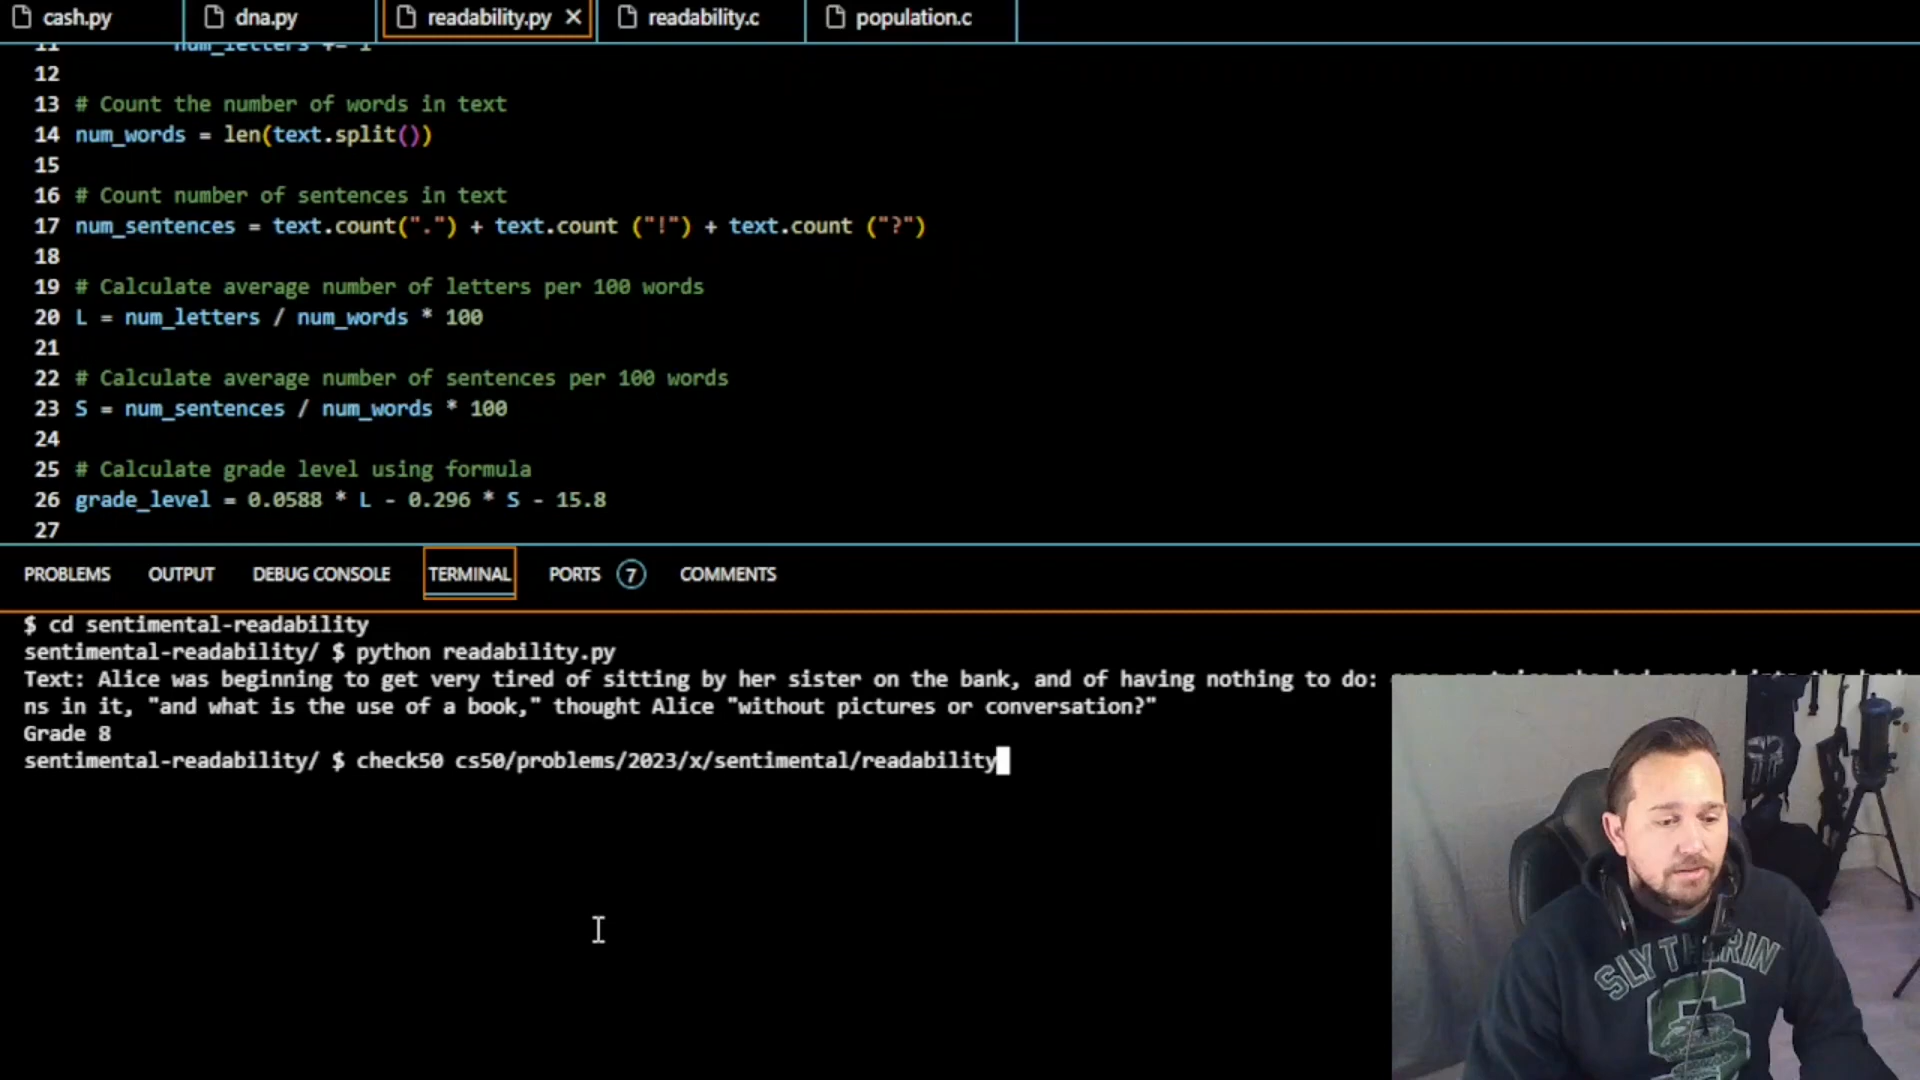 cash.py
dna.py
readability.py
readability.c
population.c
11 num_letters += 1
12
13 # Count the number of words in text
14 num_words = len(text.split())
15
16 # Count number of sentences in text
17 num_sentences = text.count(".") + text.count ("!") + text.count ("?")
18
19 # Calculate average number of letters per 100 words
20 L = num_letters / num_words * 100
21
22 # Calculate average number of sentences per 100 words
23 S = num_sentences / num_words * 100
24
25 # Calculate grade level using formula
26 grade_level = 0.0588 * L - 0.296 * S - 15.8
27
PROBLEMS OUTPUT DEBUG CONSOLE TERMINAL PORTS 7 COMMENTS
$ cd sentimental-readability
sentimental-readability/ $ python readability.py
Text: Alice was beginning to get very tired of sitting by her sister on the bank, and of having nothing to do:
ns in it, "and what is the use of a book," thought Alice "without pictures or conversation?"
Grade 8
sentimental-readability/ $ check50 cs50/problems/2023/x/sentimental/readability
SLYTHERIN